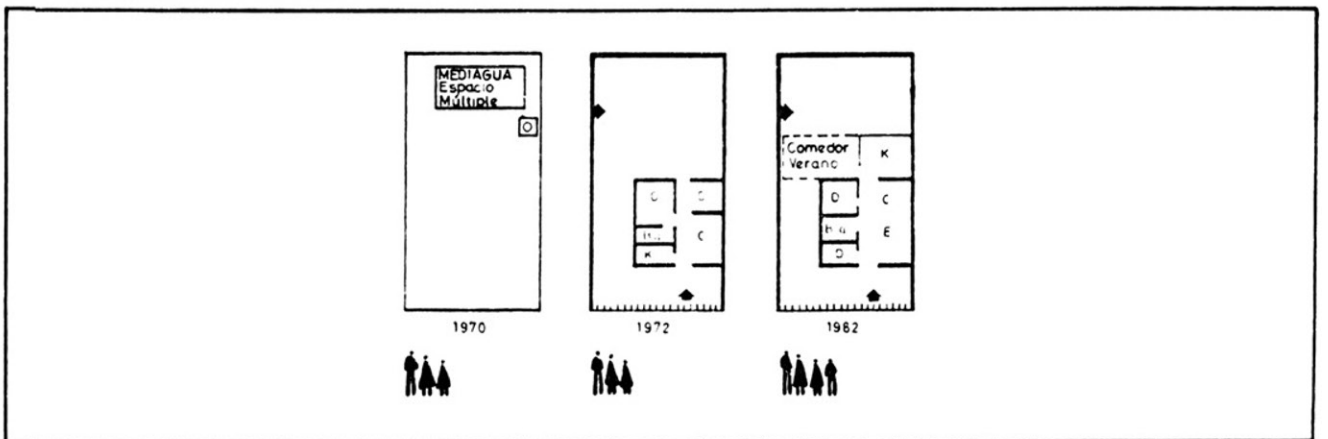 MEDIAGUA
Espacio
Múltiple
O
1970
D
C
K
1972
Comedor
Verano
K
D
C
E
D
1982